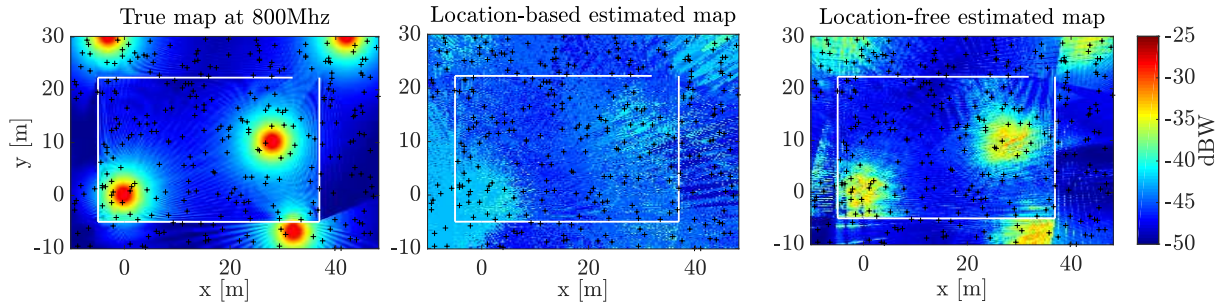 True map at 800Mhz
Location-based estimated map
Location-free estimated map
30
20
10
0
-10
y [m]
0 20 40
x [m]
30
20
10
0
-10
0 20 40
x [m]
30
20
10
0
-10
0 20 40
x [m]
-25
-30
-35
-40
-45
-50
dBW